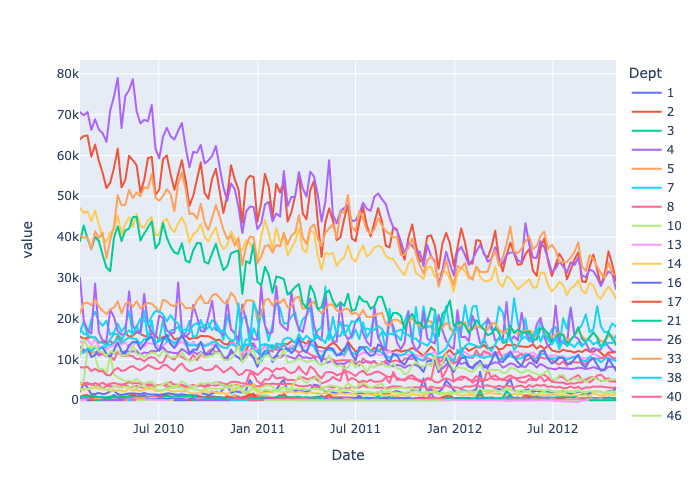 Dept
80k
70k
60k
50k
40k
30k
20k
10k
0
value
Jul 2010
Jan 2011
Jul 2011
Jan 2012
Jul 2012
Date
1
2
3
4
5
7
8
10
13
14
16
17
21
26
33
38
40
46